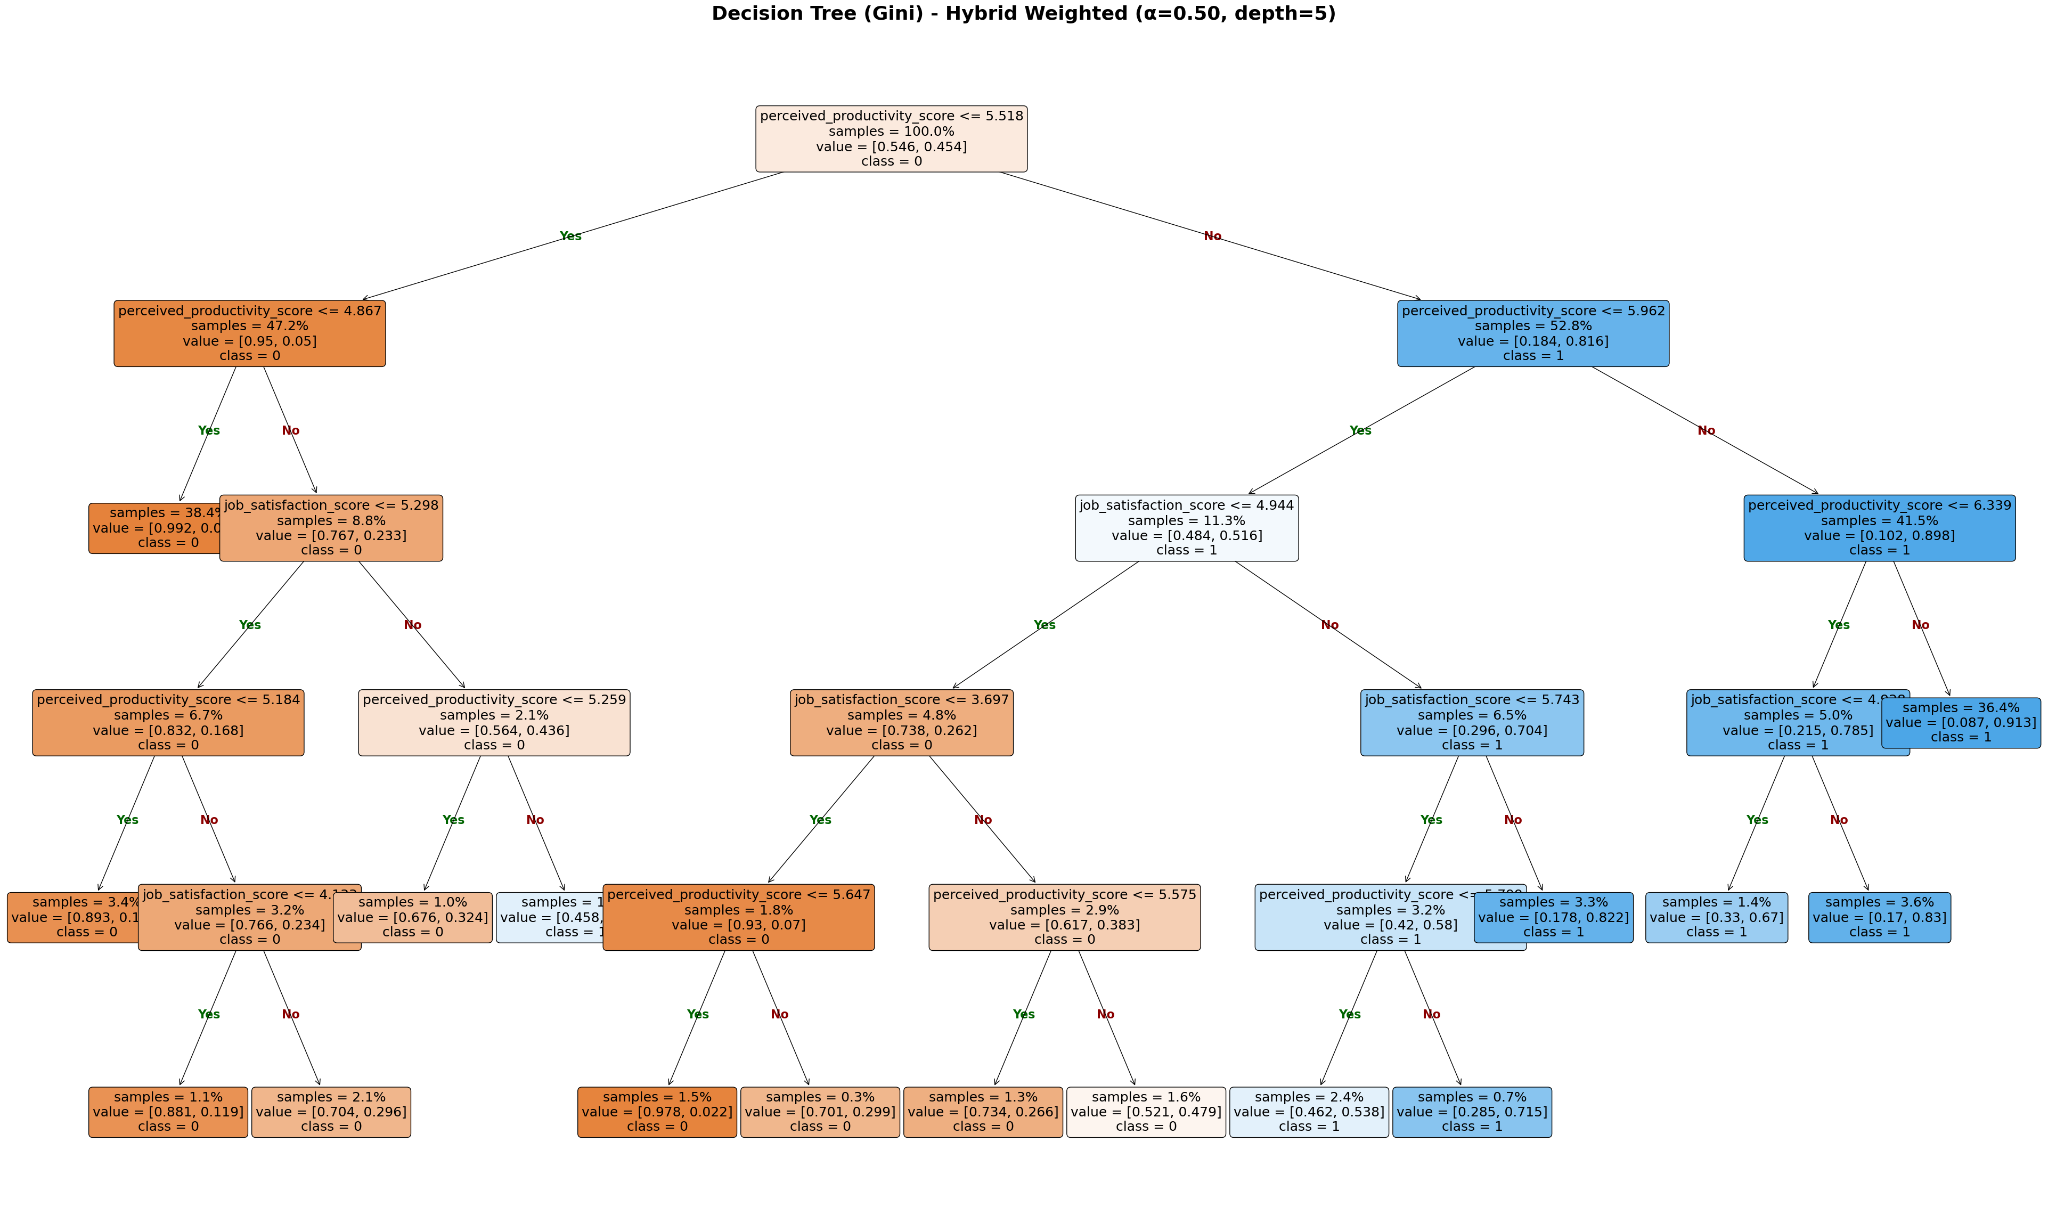 Decision Tree (Gini) - Hybrid Weighted (α=0.50, depth=5)
perceived_productivity_score <= 5.518
samples = 100.0%
value = [0.546, 0.454]
class = 0
Yes
No
perceived_productivity_score <= 4.867
samples = 47.2%
value = [0.95, 0.05]
class = 0
perceived_productivity_score <= 5.962
samples = 52.8%
value = [0.184, 0.816]
class = 1
Yes
No
Yes
No
samples = 38.4%
value = [0.992,
class = 0
job_satisfaction_score <= 5.298
samples = 8.8%
value = [0.767, 0.233]
class = 0
job_satisfaction_score <= 4.944
samples = 11.3%
value = [0.484, 0.516]
class = 1
perceived_productivity_score <= 6.339
samples = 41.5%
value = [0.102, 0.898]
class = 1
Yes
No
Yes
No
Yes
No
perceived_productivity_score <= 5.184
samples = 6.7%
value = [0.832, 0.168]
class = 0
perceived_productivity_score <= 5.259
samples = 2.1%
value = [0.564, 0.436]
class = 0
job_satisfaction_score <= 3.697
samples = 4.8%
value = [0.738, 0.262]
class = 0
job_satisfaction_score <= 5.743
samples = 6.5%
value = [0.296, 0.704]
class = 1
job_satisfaction_score <=
samples = 5.0%
value = [0.215, 0.785]
class = 1
samples = 36.4%
value = [0.087, 0.913]
class = 1
Yes
No
Yes
No
Yes
No
Yes
No
Yes
No
samples = 3.4%
value = [0.893,
class = 0
job_satisfaction_score <=
samples = 3.2%
value = [0.766, 0.234]
class = 0
samples = 1.0%
value = [0.676, 0.324]
class = 0
samples =
value = [0.458,
class = 1
perceived_productivity_score <= 5.647
samples = 1.8%
value = [0.93, 0.07]
class = 0
perceived_productivity_score <= 5.575
samples = 2.9%
value = [0.617, 0.383]
class = 0
perceived_productivity_score <=
samples = 3.2%
value = [0.42, 0.58]
class = 1
samples = 3.3%
value = [0.178, 0.822]
class = 1
samples = 1.4%
value = [0.33, 0.67]
class = 1
samples = 3.6%
value = [0.17, 0.83]
class = 1
Yes
No
Yes
No
Yes
No
Yes
No
samples = 1.1%
value = [0.881, 0.119]
class = 0
samples = 2.1%
value = [0.704, 0.296]
class = 0
samples = 1.5%
value = [0.978, 0.022]
class = 0
samples = 0.3%
value = [0.701, 0.299]
class = 0
samples = 1.3%
value = [0.734, 0.266]
class = 0
samples = 1.6%
value = [0.521, 0.479]
class = 0
samples = 2.4%
value = [0.462, 0.538]
class = 1
samples = 0.7%
value = [0.285, 0.715]
class = 1